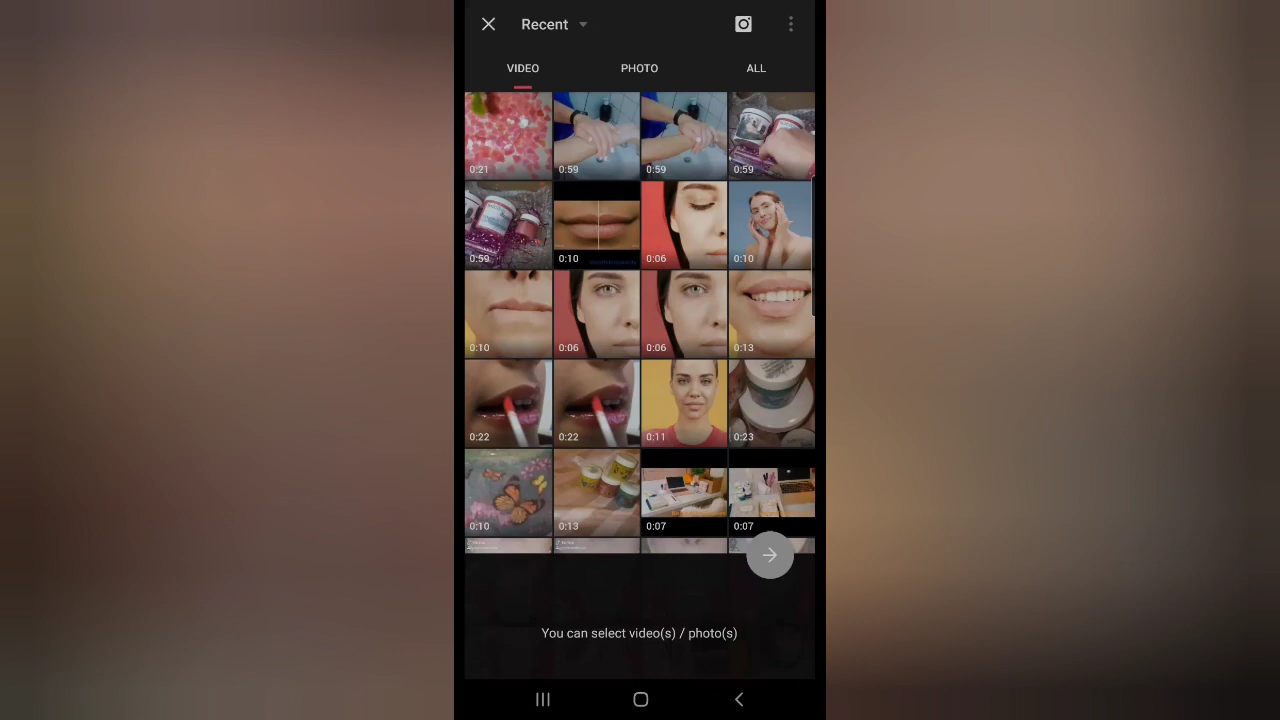 Recent
VIDEO PHOTO ALL
0:21 0:59 0:59 0:59
0:59 0:10 0:06 0:10
0:10 0:06 0:06 0:13
0:22 0:22 0:11 0:23
0:10 0:13 0:07 0:07
You can select video(s) / photo(s)